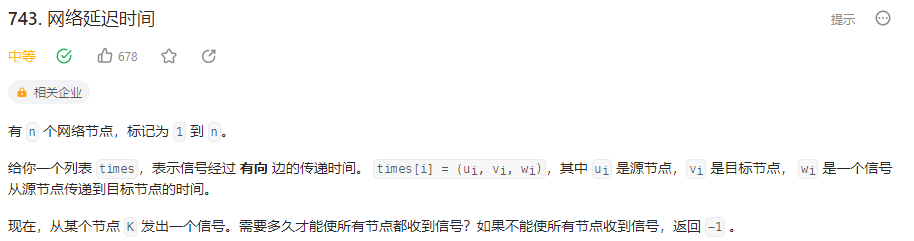 743. 网络延迟时间
提示
中等 678
相关企业
有 n 个网络节点，标记为 1 到 n。
给你一个列表 times，表示信号经过 有向 边的传递时间。 times[i] = (ui, vi, wi)，其中 ui 是源节点，vi 是目标节点， wi 是一个信号
从源节点传递到目标节点的时间。
现在，从某个节点 K 发出一个信号。需要多久才能使所有节点都收到信号？如果不能使所有节点收到信号，返回 -1 。